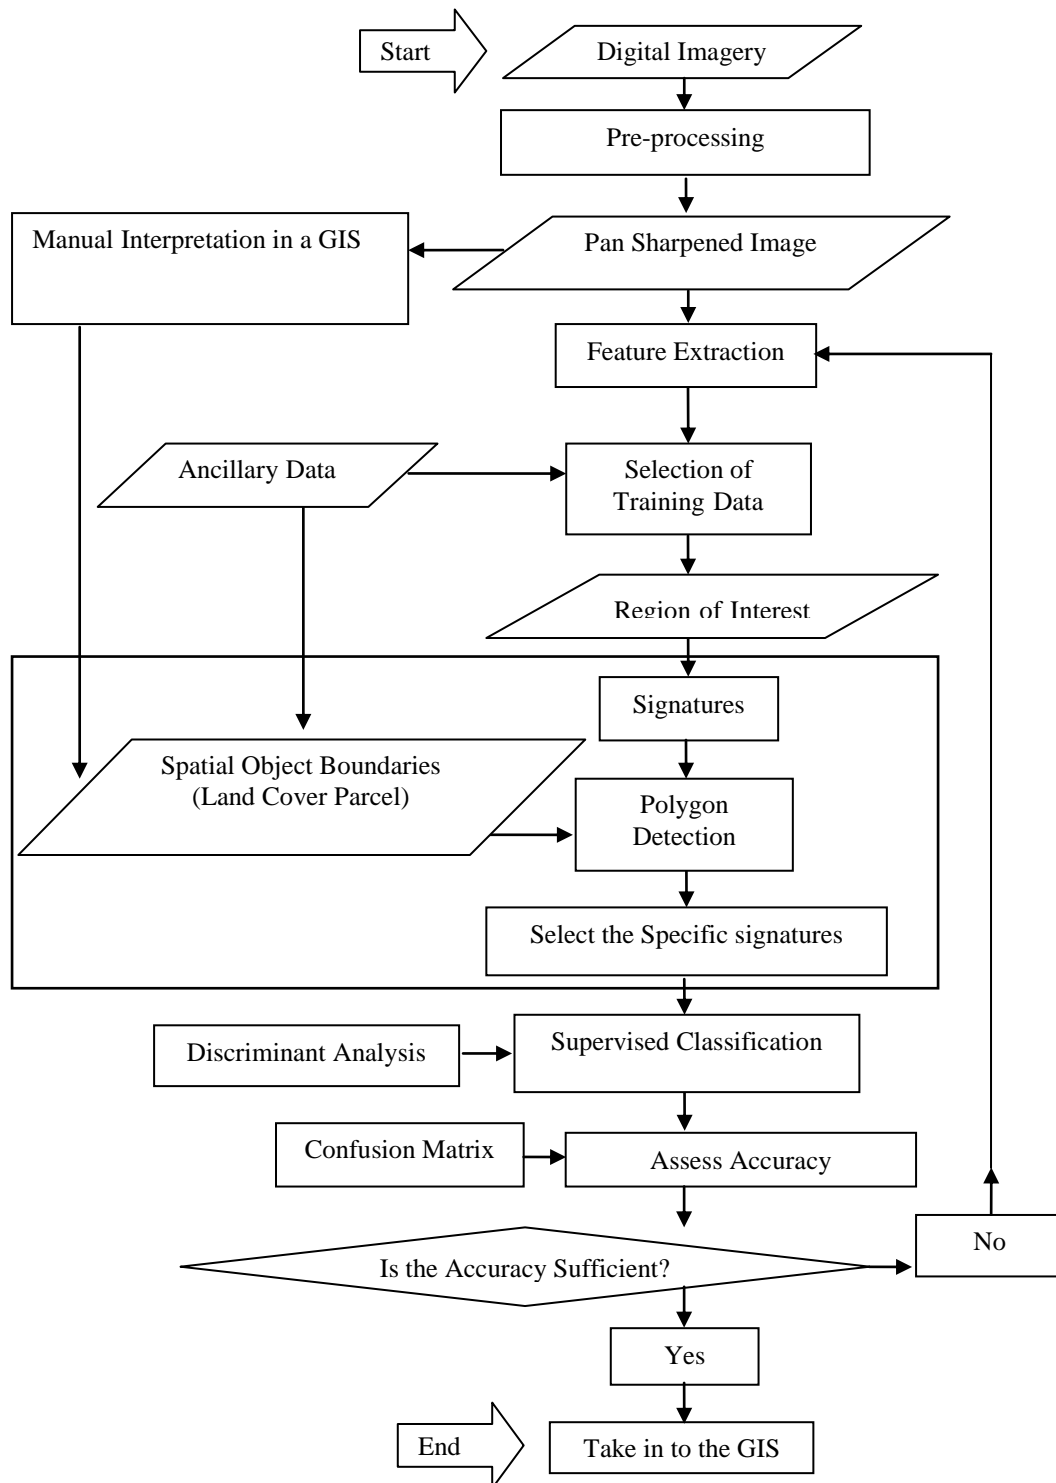 Start
Digital Imagery
Pre-processing
Manual Interpretation in a GIS
Pan Sharpened Image
Feature Extraction
Ancillary Data
Selection of
Training Data
Region of Interest
Signatures
Spatial Object Boundaries
(Land Cover Parcel)
Polygon
Detection
Select the Specific signatures
Discriminant Analysis
Supervised Classification
Confusion Matrix
Assess Accuracy
Is the Accuracy Sufficient?
No
Yes
End
Take in to the GIS